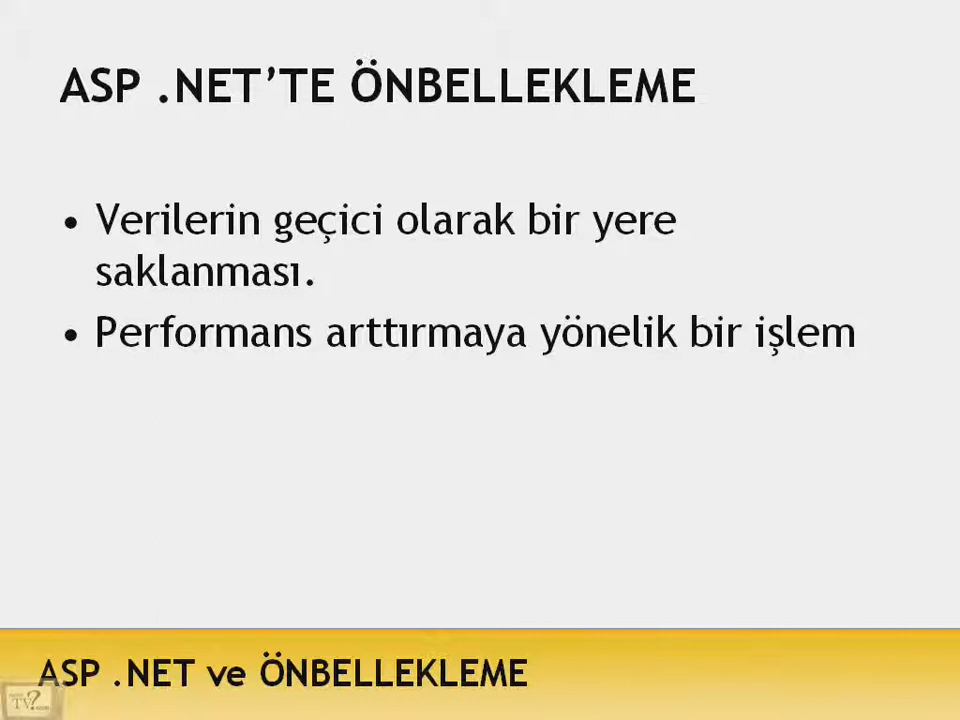 ASP .NET’TE ÖNBELLEKLEME
• Verilerin geçici olarak bir yere
saklanması.
• Performans arttırmaya yönelik bir işlem
ASP .NET ve ÖNBELLEKLEME
TV?